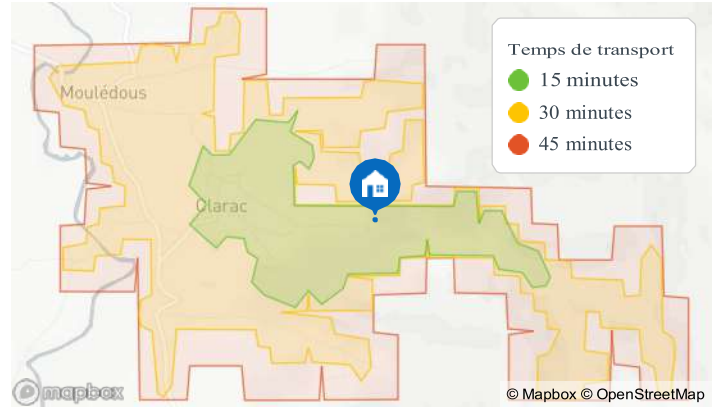 Temps de transport
15 minutes
30 minutes
45 minutes
Moulédous
Clarac
mapbox
© Mapbox © OpenStreetMap